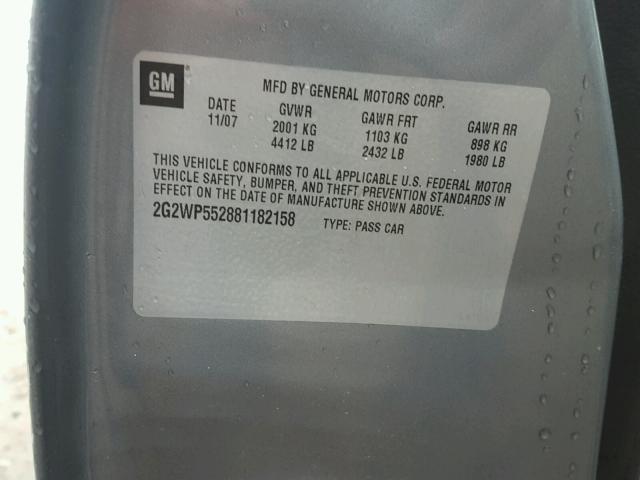 GM
MFD BY GENERAL MOTORS CORP.
DATE GVWR GAWR FRT GAWR RR
11/07 2001 KG 1103 KG 898 KG
4412 LB 2432 LB 1980 LB
THIS VEHICLE CONFORMS TO ALL APPLICABLE U.S. FEDERAL MOTOR
VEHICLE SAFETY, BUMPER, AND THEFT PREVENTION STANDARDS IN
EFFECT ON THE DATE OF MANUFACTURE SHOWN ABOVE.
2G2WP552881182158 TYPE: PASS CAR